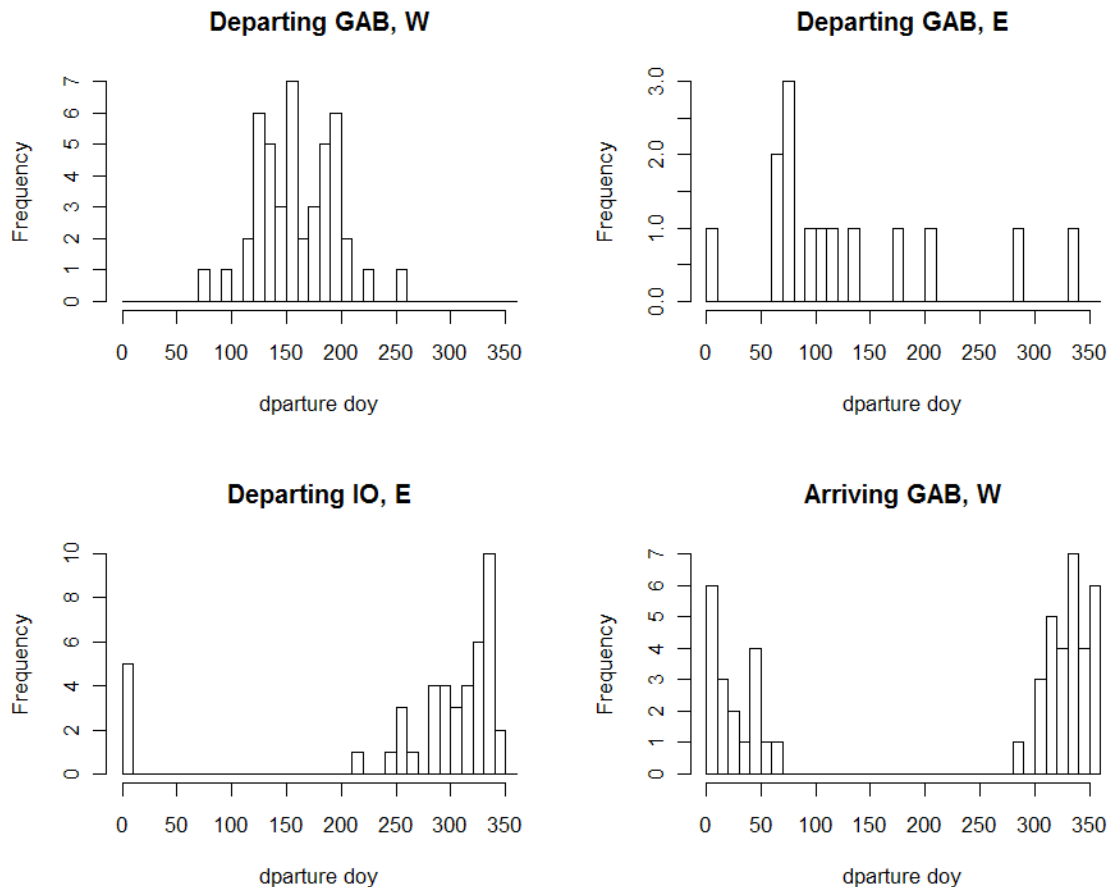 Departing GAB, W
Frequency
0 1 2 3 4 5 6 7
0 50 100 150 200 250 300 350
dparture doy
Departing GAB, E
Frequency
0.0 1.0 2.0 3.0
0 50 100 150 200 250 300 350
dparture doy
Departing IO, E
Frequency
0 2 4 6 8 10
0 50 100 150 200 250 300 350
dparture doy
Arriving GAB, W
Frequency
0 1 2 3 4 5 6 7
0 50 100 150 200 250 300 350
dparture doy